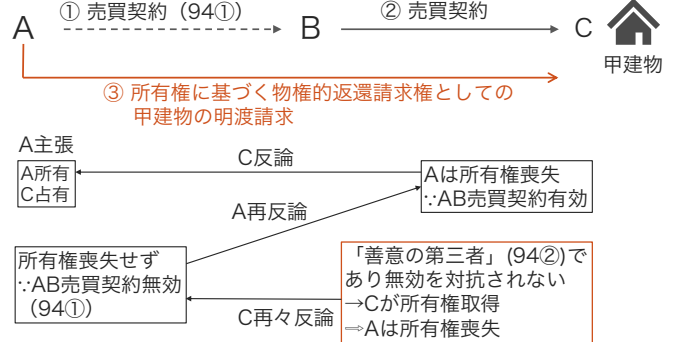 ① 売買契約（94①）
② 売買契約
A
B
C
甲建物
③ 所有権に基づく物権的返還請求権としての
甲建物の明渡請求
A主張
C反論
A所有
C占有
Aは所有権喪失
∵AB売買契約有効
A再反論
所有権喪失せず
∵AB売買契約無効
（94①）
「善意の第三者」(94②)で
あり無効を対抗されない
→Cが所有権取得
⇒Aは所有権喪失
C再々反論